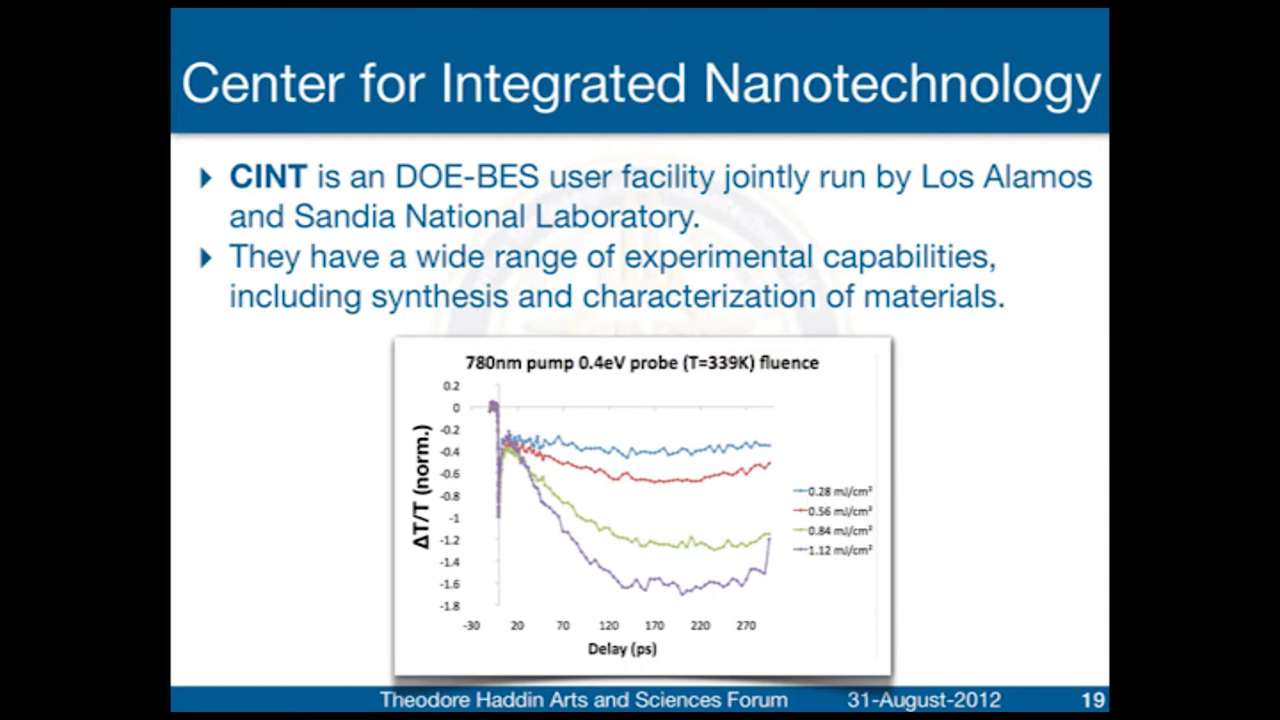 Center for Integrated Nanotechnology
CINT is an DOE-BES user facility jointly run by Los Alamos
and Sandia National Laboratory.
They have a wide range of experimental capabilities,
including synthesis and characterization of materials.
780nm pump 0.4eV probe (T=339K) fluence
0.2
0
-0.2
-0.4
-0.6
-0.8
-1
-1.2
-1.4
-1.6
-1.8
ΔT/T (norm.)
-30 20 70 120 170 220 270
Delay (ps)
0.28 mJ/cm²
0.56 mJ/cm²
0.84 mJ/cm²
1.12 mJ/cm²
Theodore Haddin Arts and Sciences Forum 31-August-2012 19